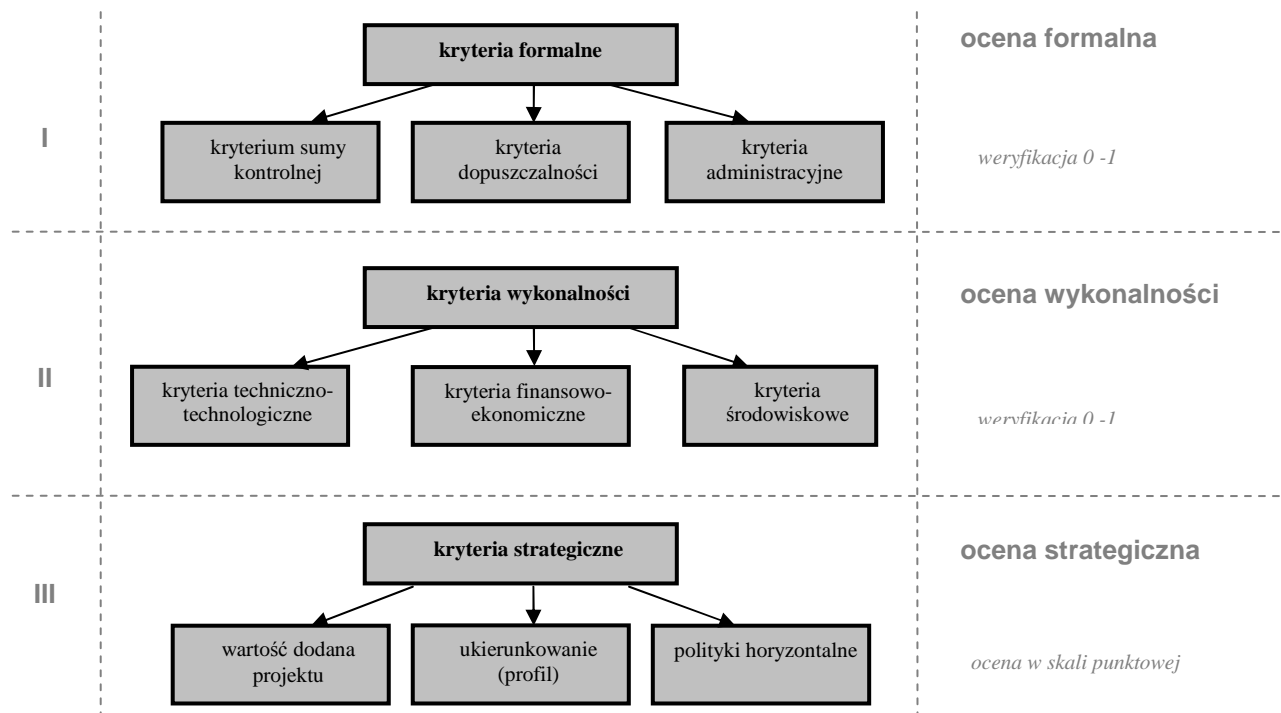 kryteria formalne
ocena formalna
I
kryterium sumy
kontrolnej
kryteria
dopuszczalności
kryteria
administracyjne
weryfikacja 0 -1
kryteria wykonalności
ocena wykonalności
II
kryteria techniczno-
technologiczne
kryteria finansowo-
ekonomiczne
kryteria
środowiskowe
weryfikacja 0 -1
kryteria strategiczne
ocena strategiczna
III
wartość dodana
projektu
ukierunkowanie
(profil)
polityki horyzontalne
ocena w skali punktowej